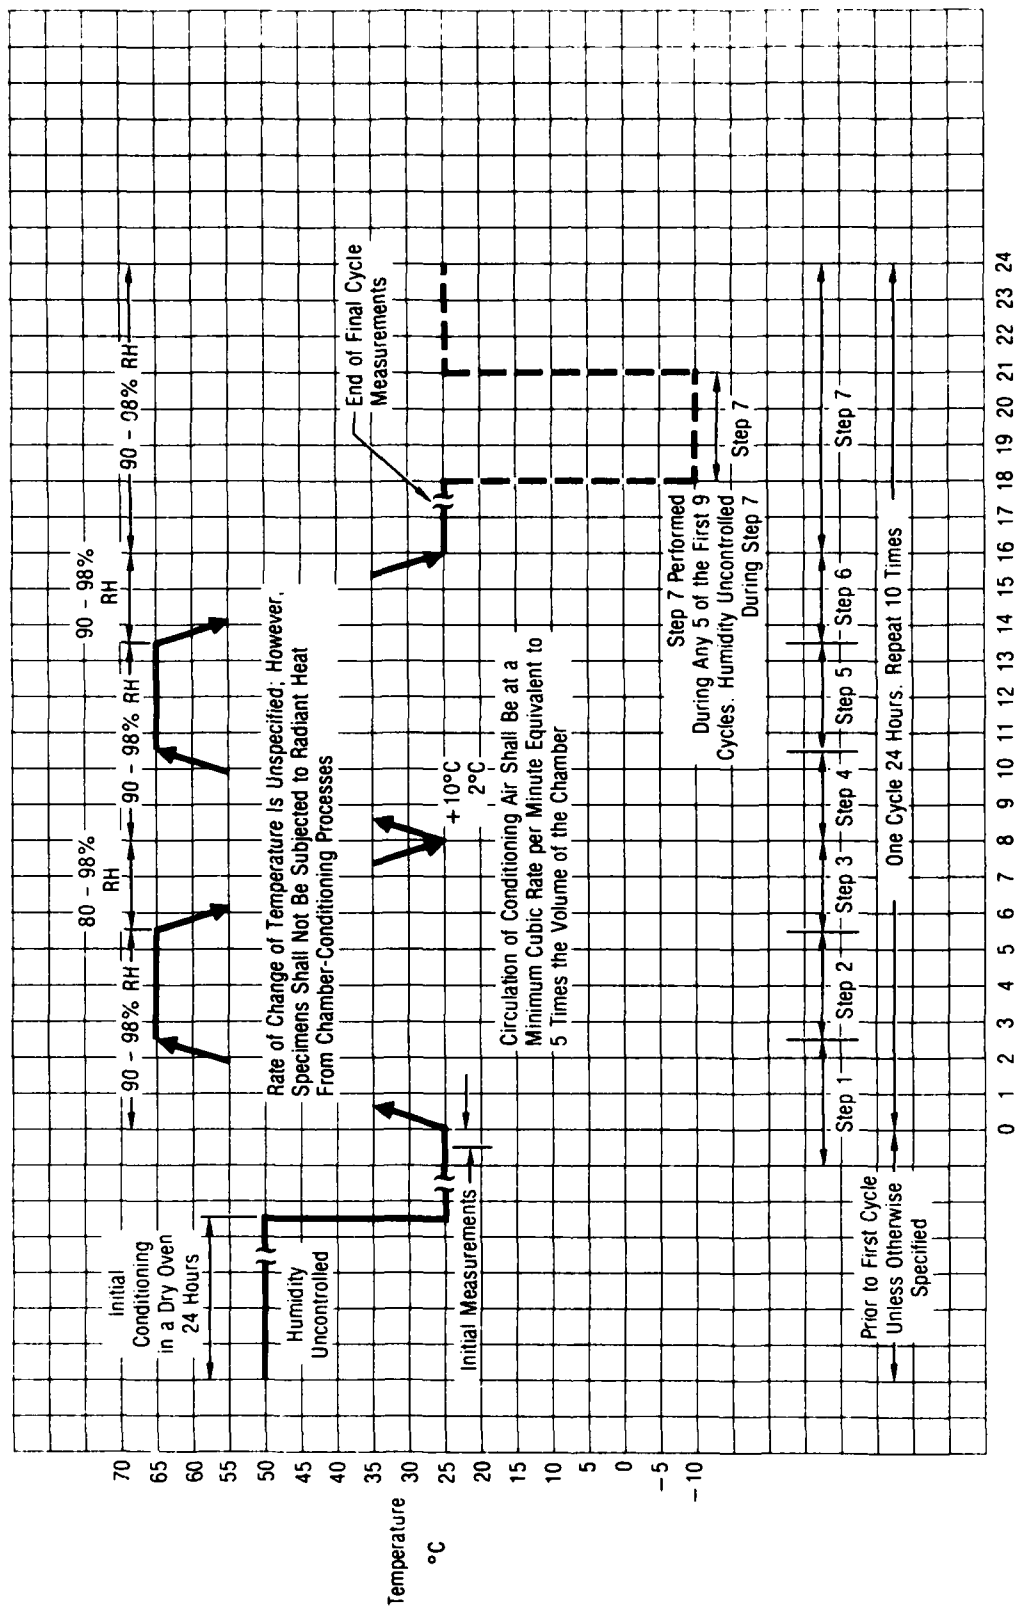 Initial
Conditioning
in a Dry Oven
24 Hours
90 - 98% RH
80 - 98%
RH
90 - 98% RH
90 - 98% RH
90 - 98%
RH
90 - 98% RH
Humidity
Uncontrolled
Initial Measurements
Rate of Change of Temperature Is Unspecified; However,
Specimens Shall Not Be Subjected to Radiant Heat
From Chamber-Conditioning Processes
+10°C
2°C
Circulation of Conditioning Air Shall Be at a
Minimum Cubic Rate per Minute Equivalent to
5 Times the Volume of the Chamber
End of Final Cycle
Measurements
Step 7 Performed
During Any 5 of the First 9
Cycles. Humidity Uncontrolled
During Step 7
Step 7
Temperature
°C
70
65
65
55
50
45
40
35
30
25
20
15
10
5
0
-5
-10
Step 1
Step 2
Step 3
Step 4
Step 5
Step 6
Step 7
Prior to First Cycle
Unless Otherwise
Specified
One Cycle 24 Hours. Repeat 10 Times
0 1 2 3 4 5 6 7 8 9 10 11 12 13 14 15 16 17 18 19 20 21 22 23 24